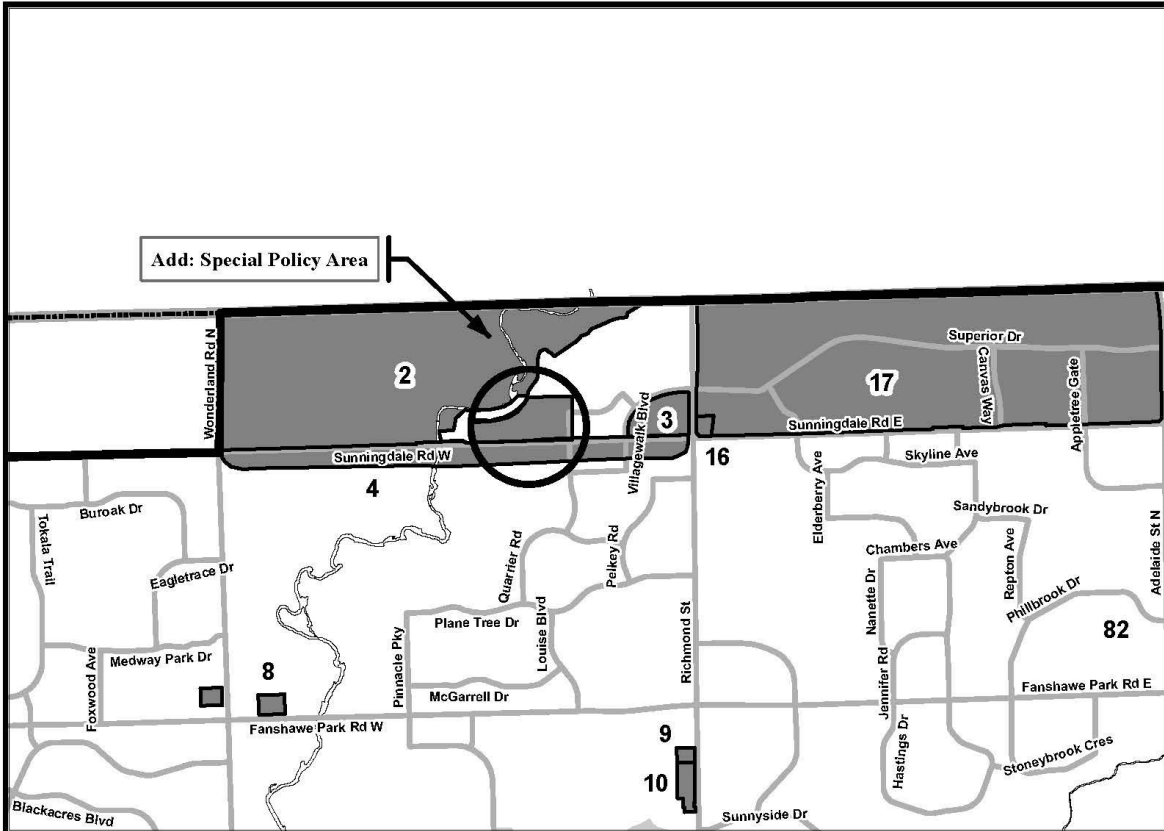 Add: Special Policy Area
Wonderland Rd N
2
Superior Dr
Canvas Way
Appletree Gate
17
3
Villagewalk Blvd
Sunningdale Rd E
Sunningdale Rd W
16
4
Skyline Ave
Elderberry Ave
Buroak Dr
Tokala Trail
Sandybrook Dr
Adelaide St N
Chambers Ave
Repton Ave
Eagletrace Dr
Quarrier Rd
Pelkey Rd
Nanette Dr
Phillbrook Dr
Plane Tree Dr
Louise Blvd
Richmond St
82
Medway Park Dr
Foxwood Ave
8
Pinnacle Pky
McGarrell Dr
Jennifer Rd
Fanshawe Park Rd E
Fanshawe Park Rd W
9
10
Hastings Dr
Stoneybrook Cres
Blackacres Blvd
Sunnyside Dr